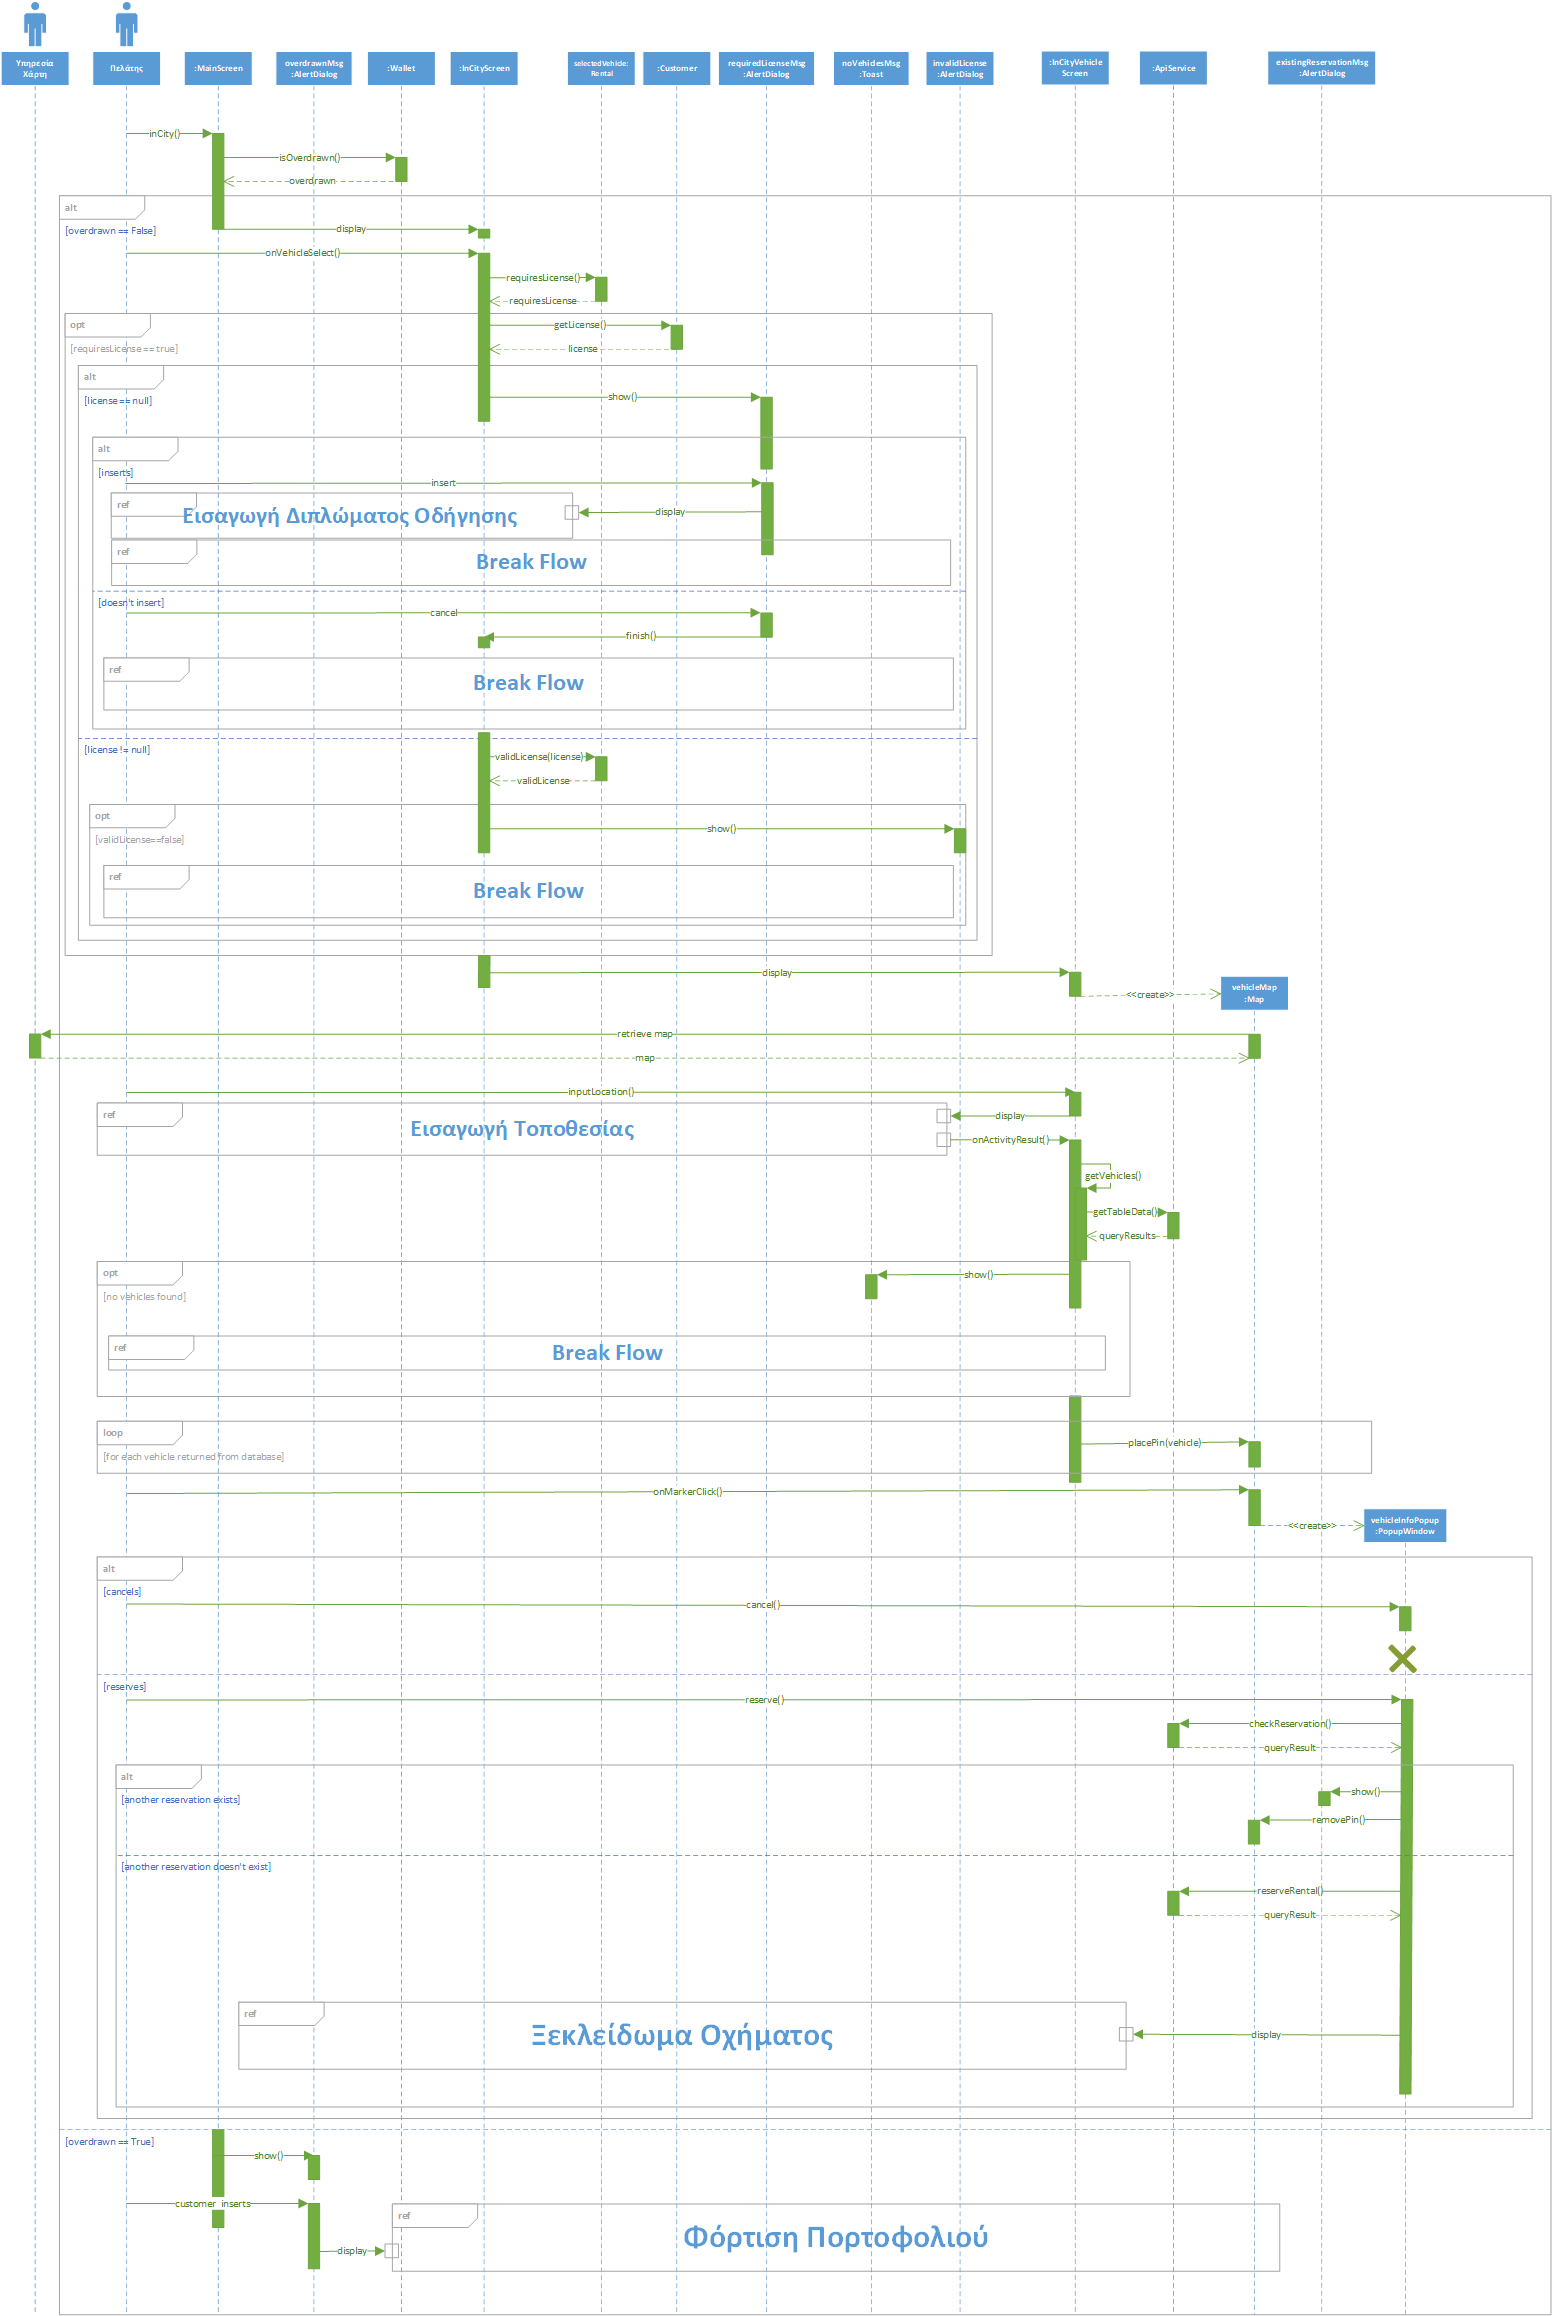 Υπηρεσία
Χάρτη
Πελάτης
:MainScreen
overdrawnMsg
:AlertDialog
:Wallet
:InCityScreen
selectedVehicle:
Rental
:Customer
requiredLicenseMsg
:AlertDialog
noVehiclesMsg
:Toast
invalidLicense
:AlertDialog
:InCityVehicle
Screen
:ApiService
existingReservationMsg
:AlertDialog
inCity()
isOverdrawn()
overdrawn
alt
[overdrawn == False]
display
onVehicleSelect()
requiresLicense()
requiresLicense
opt
[requiresLicense == true]
getLicense()
license
alt
[license == null]
show()
alt
[inserts]
insert
ref
Εισαγωγή Διπλώματος Οδήγησης
display
ref
Break Flow
[doesn't insert]
cancel
finish()
ref
Break Flow
[license != null]
validLicense(license)
validLicense
opt
[validLicense==false]
show()
ref
Break Flow
display
<<create>>
vehicleMap
:Map
retrieve map
map
inputLocation()
ref
Εισαγωγή Τοποθεσίας
display
onActivityResult()
getVehicles()
getTableData()
queryResults
opt
[no vehicles found]
show()
ref
Break Flow
loop
[for each vehicle returned from database]
placePin(vehicle)
onMarkerClick()
<<create>>
vehicleInfoPopup
:PopupWindow
alt
[cancels]
cancel()
[reserves]
reserve()
checkReservation()
queryResult
alt
[another reservation exists]
show()
removePin()
[another reservation doesn't exist]
reserveRental()
queryResult
ref
Ξεκλείδωμα Οχήματος
display
[overdrawn == True]
show()
customer inserts
ref
Φόρτιση Πορτοφολιού
display